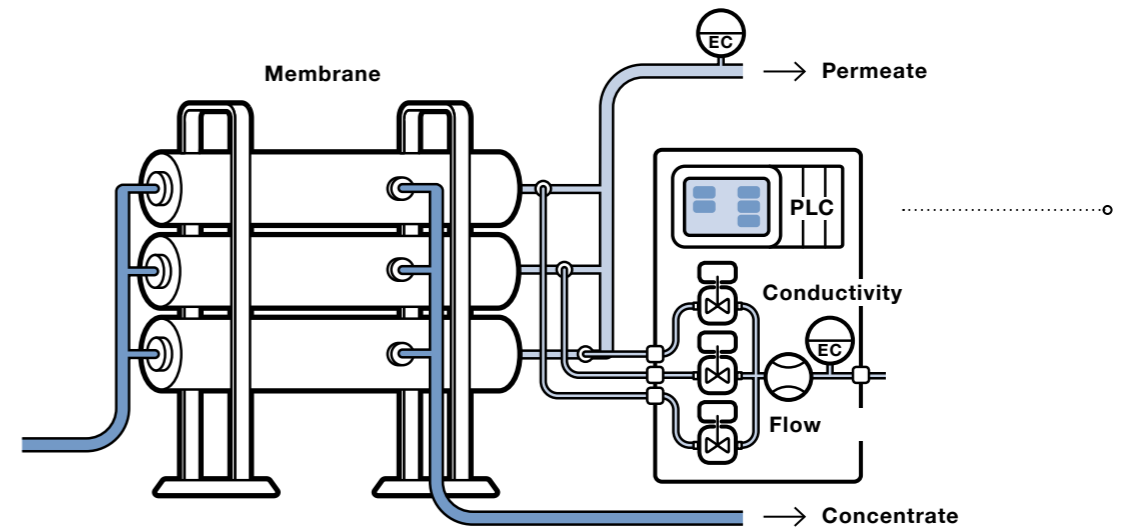 EC
Membrane
Permeate
PLC
Conductivity
EC
Flow
Concentrate